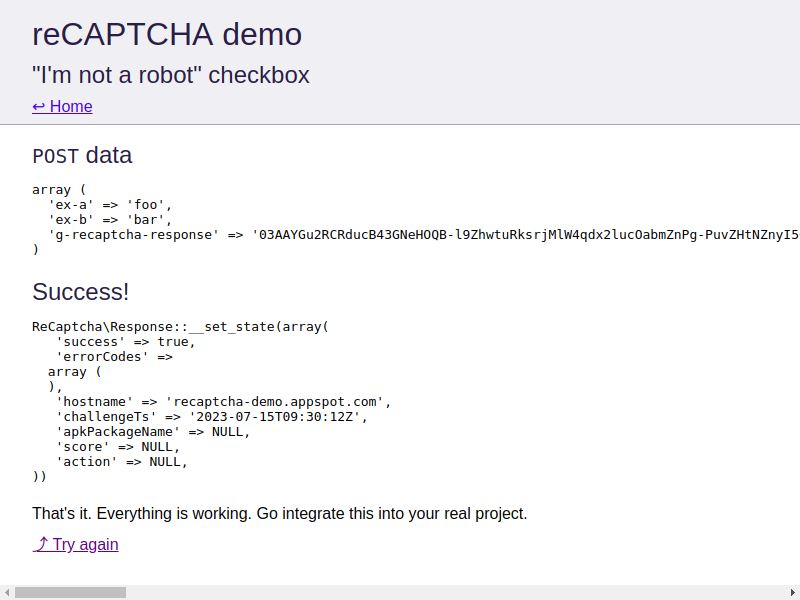 reCAPTCHA demo
"I'm not a robot" checkbox
↩ Home
POST data
array (
  'ex-a' => 'foo',
  'ex-b' => 'bar',
  'g-recaptcha-response' => '03AAYGu2RCRducB43GNeHOQB-l9ZhwtuRksrjMlW4qdx2lucOabmZnPg-PuvZHtNZnyI5
)
Success!
ReCaptcha\Response::__set_state(array(
   'success' => true,
   'errorCodes' =>
  array (
  ),
   'hostname' => 'recaptcha-demo.appspot.com',
   'challengeTs' => '2023-07-15T09:30:12Z',
   'apkPackageName' => NULL,
   'score' => NULL,
   'action' => NULL,
))
That's it. Everything is working. Go integrate this into your real project.
⤴ Try again